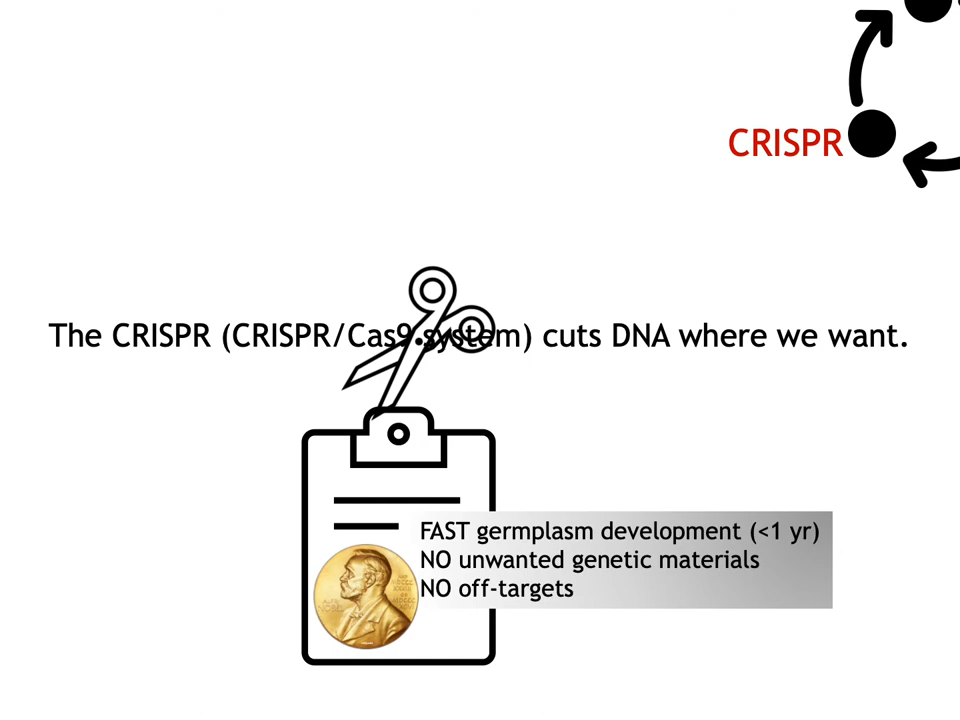 CRISPR
The CRISPR (CRISPR/Cas9 system) cuts DNA where we want.
FAST germplasm development (<1 yr)
NO unwanted genetic materials
NO off-targets